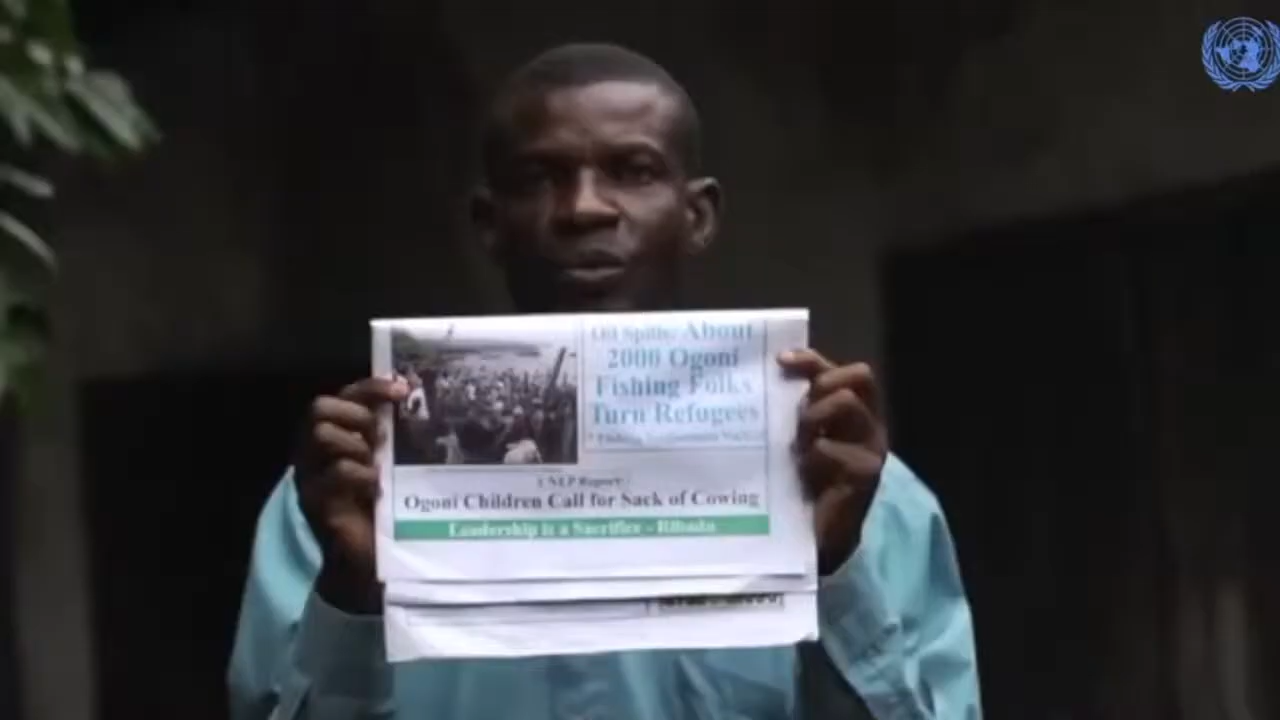 Oil Spills: About
2000 Ogoni
Fishing Folks
Turn Refugees
UNEP Report:
Ogoni Children Call for Sack of Cowing
Leadership is a Sacrifice - Ribadu